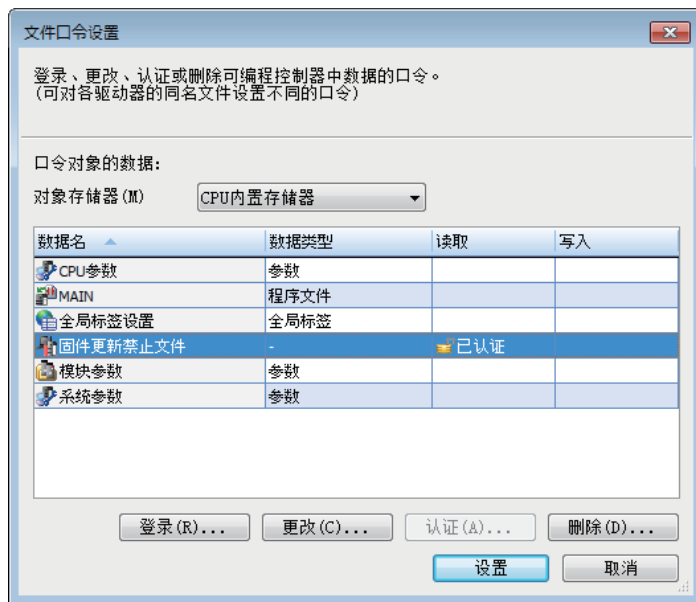 文件口令设置
登录、更改、认证或删除可编程控制器中数据的口令。
(可对各驱动器的同名文件设置不同的口令)
口令对象的数据:
对象存储器(M) CPU内置存储器
数据名 数据类型 读取 写入
CPU参数 参数
MAIN 程序文件
全局标签设置 全局标签
固件更新禁止文件 - 已认证
模块参数 参数
系统参数 参数
登录(R)... 更改(C)... 认证(A)... 删除(D)...
设置 取消